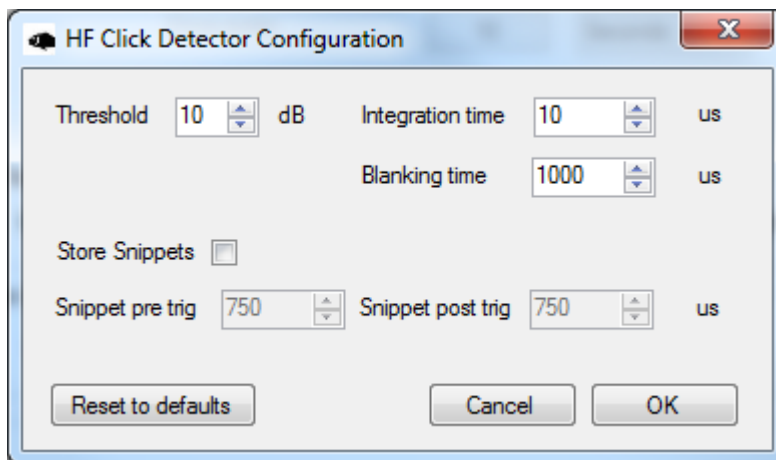 HF Click Detector Configuration
Threshold 10 dB Integration time 10 us
Blanking time 1000 us
Store Snippets
Snippet pre trig 750 Snippet post trig 750 us
Reset to defaults Cancel OK